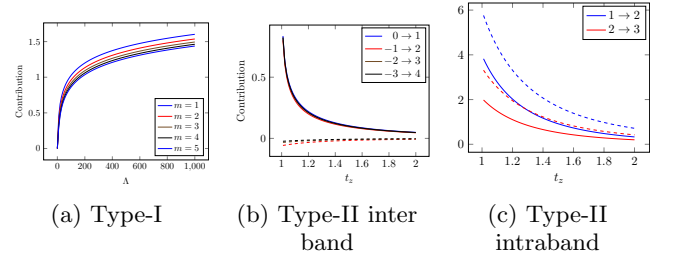 Contribution
1.5
1
0.5
0
0 200 400 600 800 1,000
Λ
m = 1
m = 2
m = 3
m = 4
m = 5
(a) Type-I
Contribution
0.5
0
1 1.2 1.4 1.6 1.8 2
t_z
0 → 1
−1 → 2
−2 → 3
−3 → 4
(b) Type-II inter
band
6
4
2
0
1 1.2 1.4 1.6 1.8 2
t_z
1 → 2
2 → 3
(c) Type-II
intraband